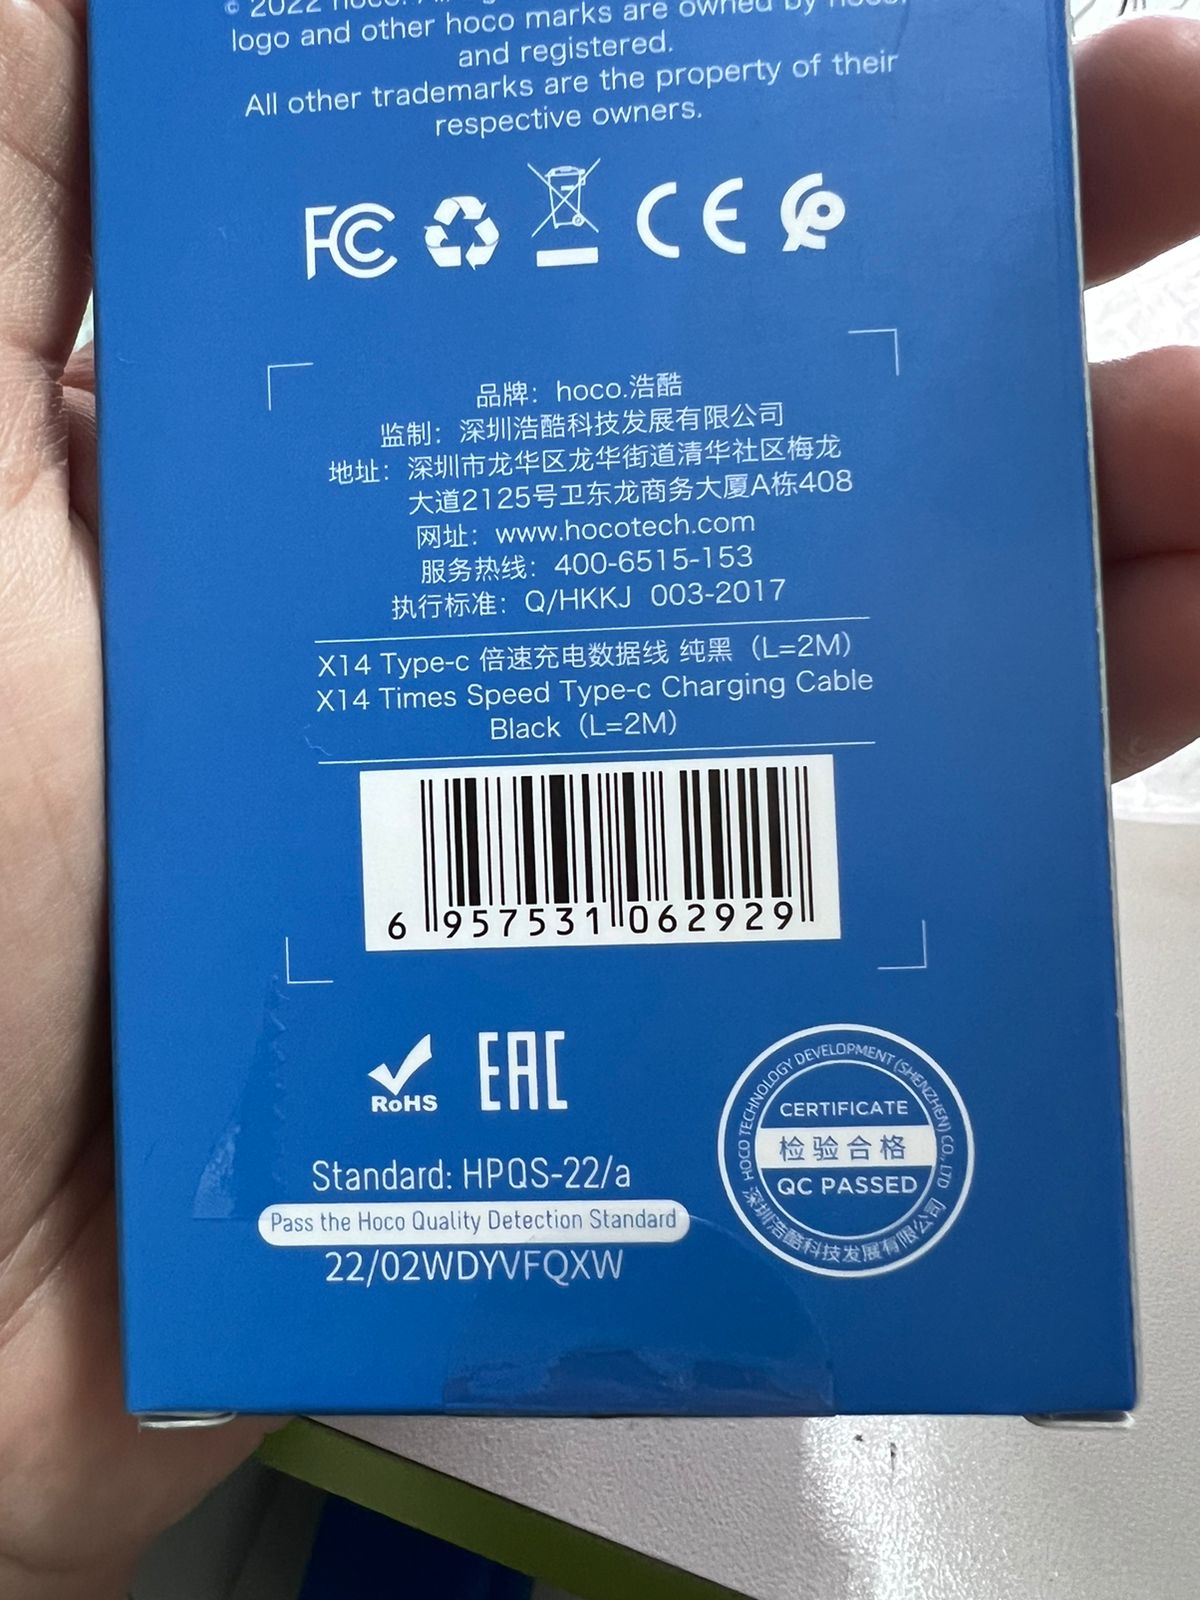 © 2022 hoco.
logo and other hoco marks are owned by hoco.
and registered.
All other trademarks are the property of their
respective owners.
FC CE
品牌：hoco.浩酷
监制：深圳浩酷科技发展有限公司
地址：深圳市龙华区龙华街道清华社区梅龙
大道2125号卫东龙商务大厦A栋408
网址：www.hocotech.com
服务热线：400-6515-153
执行标准：Q/HKKJ 003-2017
X14 Type-c 倍速充电数据线 纯黑（L=2M）
X14 Times Speed Type-c Charging Cable
Black（L=2M）
6 957531 062929
RoHS EAC
Standard: HPQS-22/a
Pass the Hoco Quality Detection Standard
22/02WDYVFQXW
HOCO TECHNOLOGY DEVELOPMENT (SHENZHEN) CO., LTD
CERTIFICATE
检验合格
QC PASSED
深圳浩酷科技发展有限公司